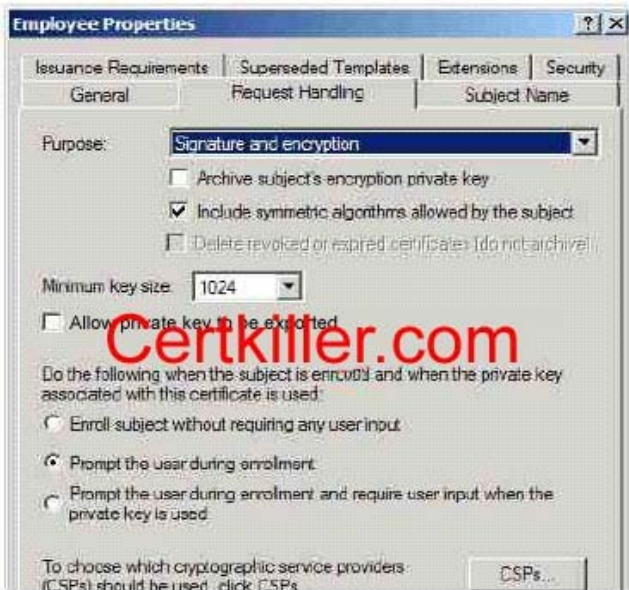 Employee Properties
Issuance Requirements Superseded Templates Extensions Security
General Request Handling Subject Name
Purpose: Signature and encryption
Archive subject's encryption private key
Include symmetric algorithms allowed by the subject
Delete revoked or expired certificates (do not archive)
Minimum key size: 1024
Allow private key to be exported
Certkiller.com
Do the following when the subject is enrolled and when the private key
associated with this certificate is used:
Enroll subject without requiring any user input
Prompt the user during enrolment
Prompt the user during enrolment and require user input when the
private key is used
To choose which cryptographic service providers
(CSPs) should be used, click CSPs.
CSPs...